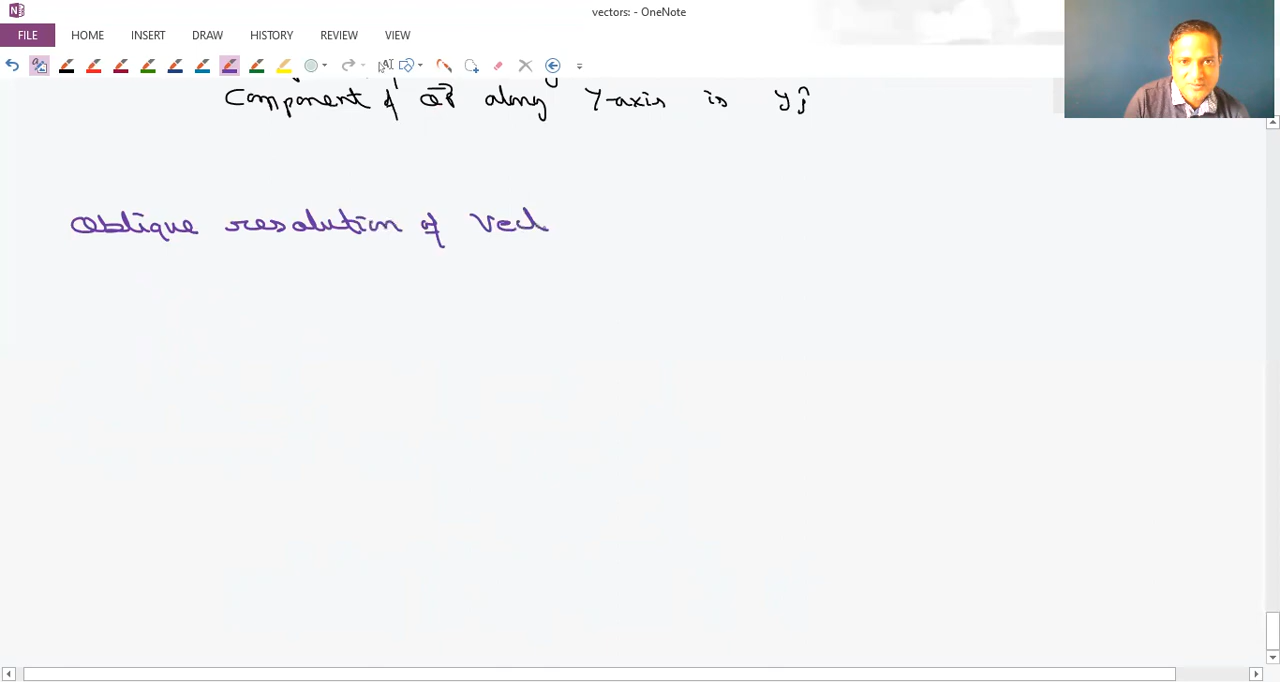 vectors: - OneNote
FILE HOME INSERT DRAW HISTORY REVIEW VIEW
Component of OP along Y-axis is yĵ
Oblique resolution of Vect